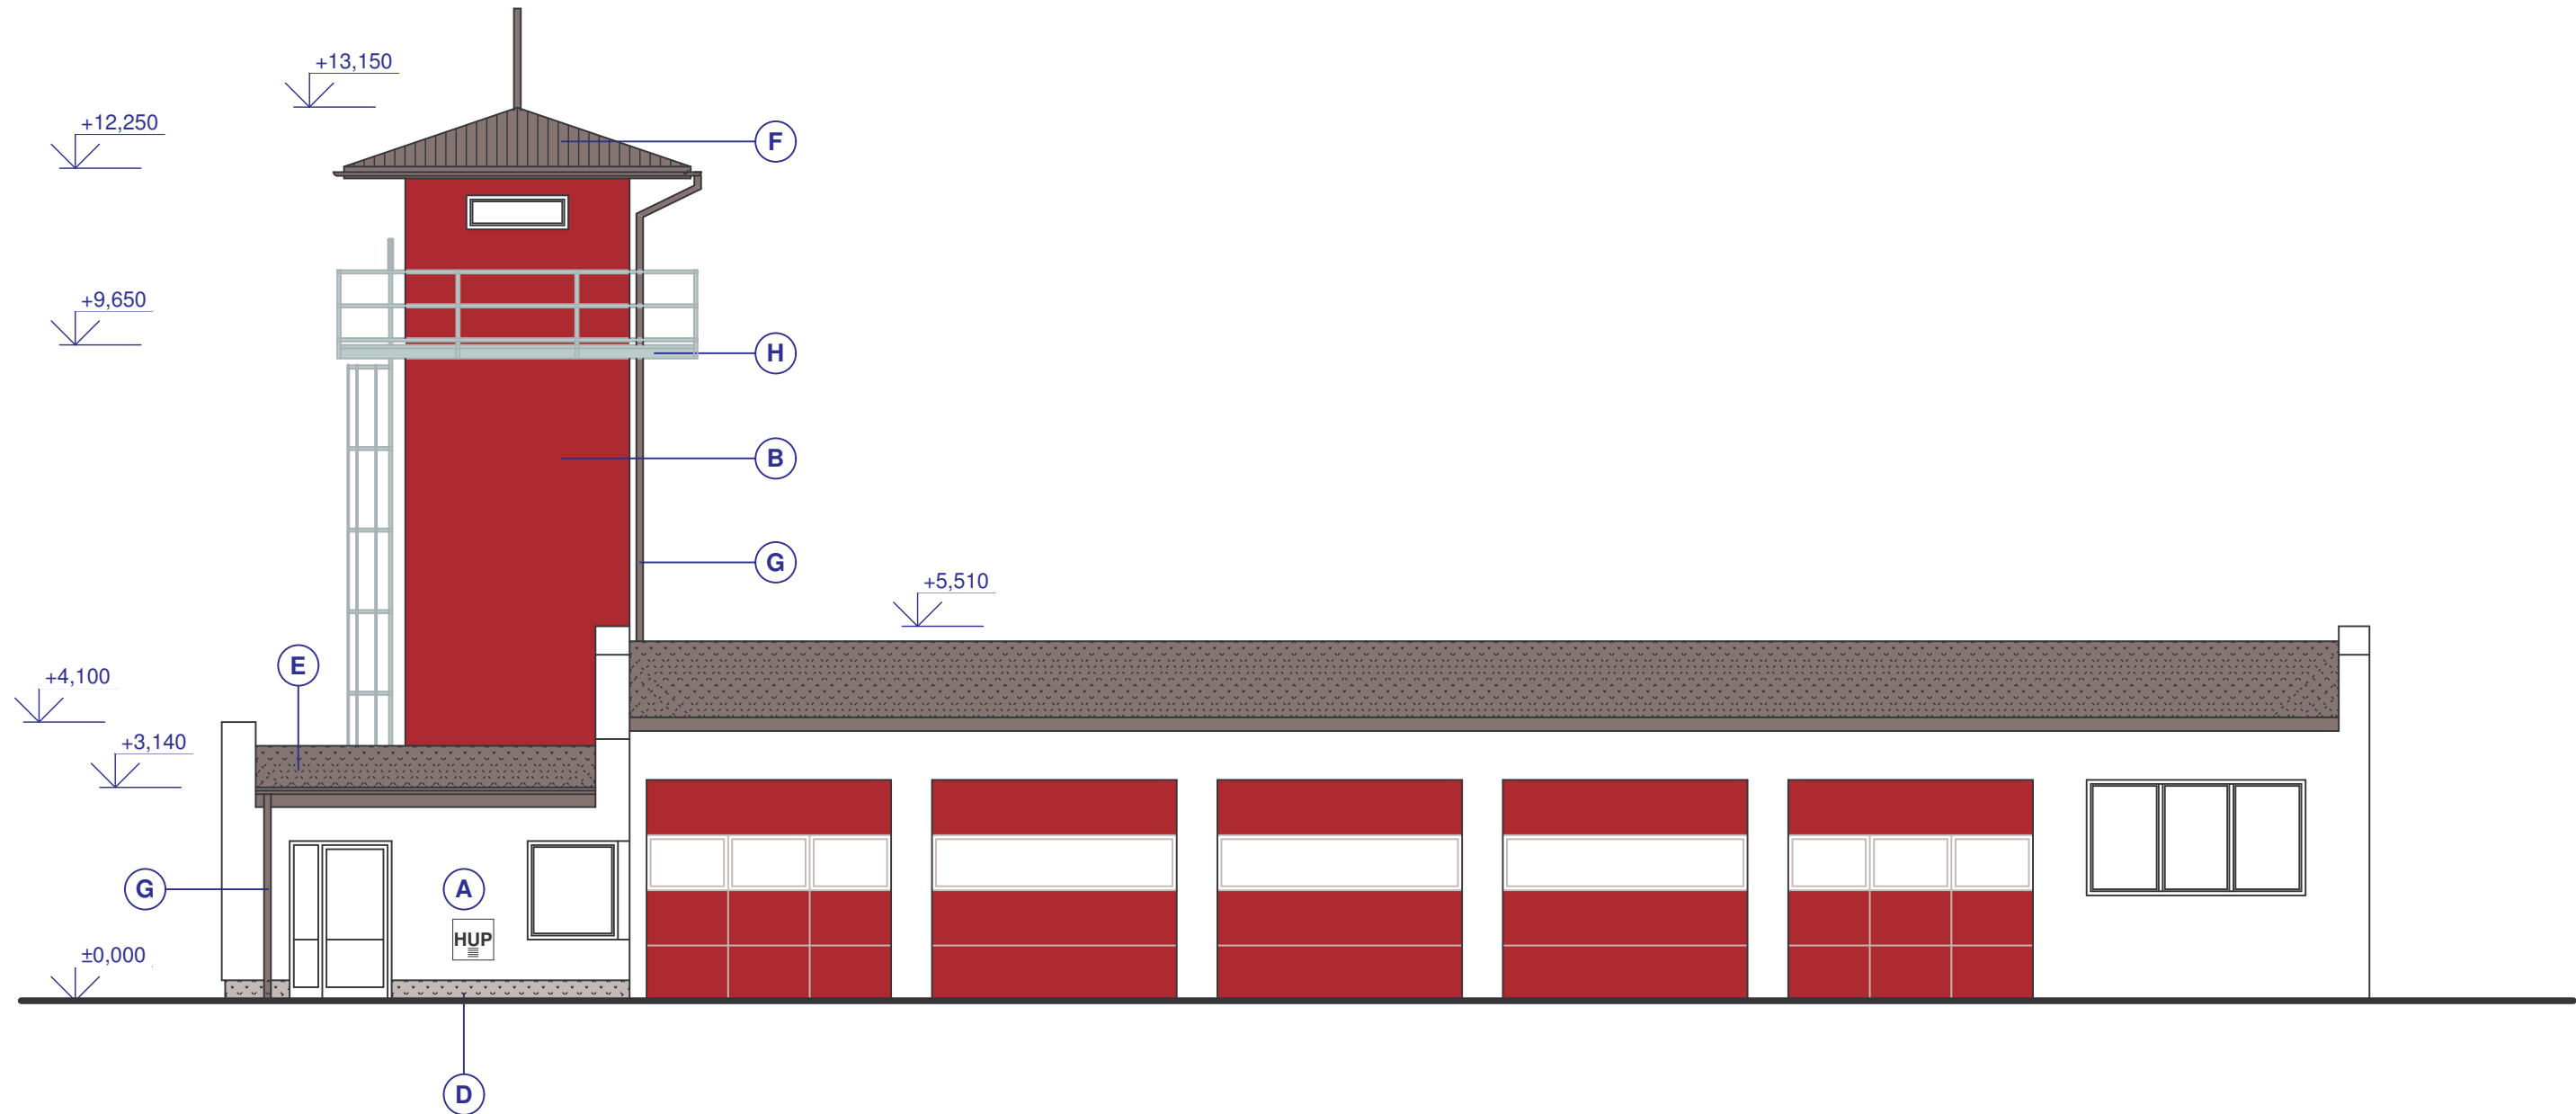 +13,150
+12,250
F
+9,650
H
B
G
+5,510
E
+4,100
+3,140
G
A
HUP
±0,000
D